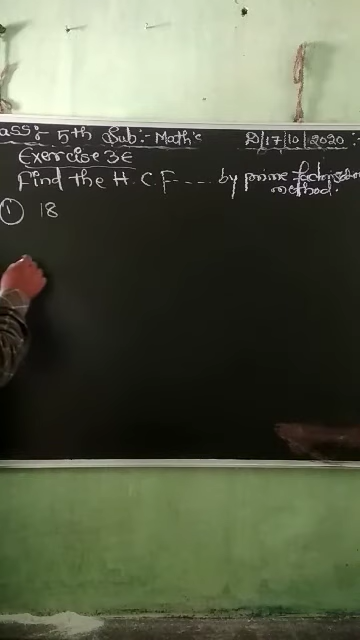 ass:- 5th Sub:- Math's D|17|10|2020:-
Exercise 3E
Find the H.C.F---- by prime factorisation
method.
① 18